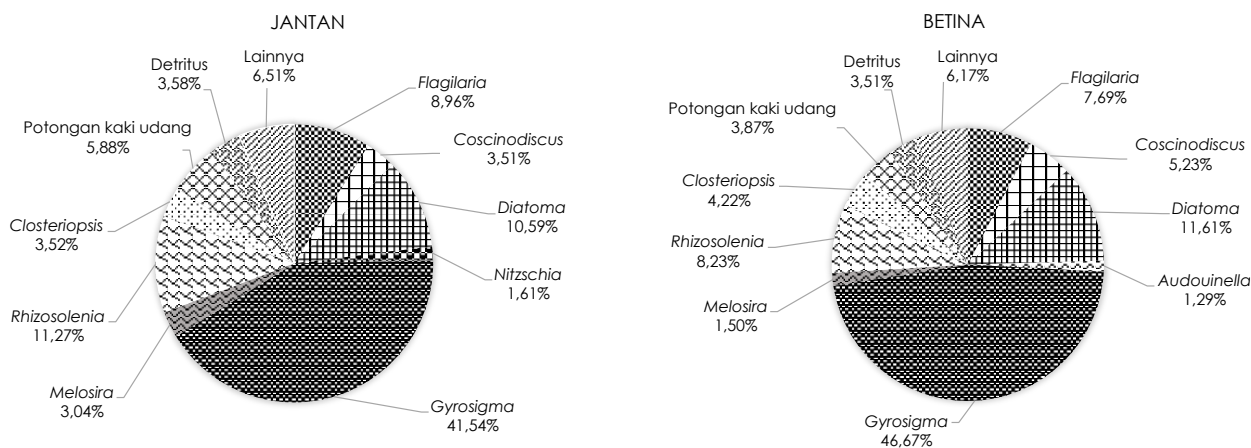 JANTAN
Lainnya
6,51%
Flagilaria
8,96%
Coscinodiscus
3,51%
Diatoma
10,59%
Nitzschia
1,61%
Gyrosigma
41,54%
Melosira
3,04%
Rhizosolenia
11,27%
Closteriopsis
3,52%
Potongan kaki udang
5,88%
Detritus
3,58%
BETINA
Lainnya
6,17%
Flagilaria
7,69%
Coscinodiscus
5,23%
Diatoma
11,61%
Audouinella
1,29%
Gyrosigma
46,67%
Melosira
1,50%
Rhizosolenia
8,23%
Closteriopsis
4,22%
Potongan kaki udang
3,87%
Detritus
3,51%